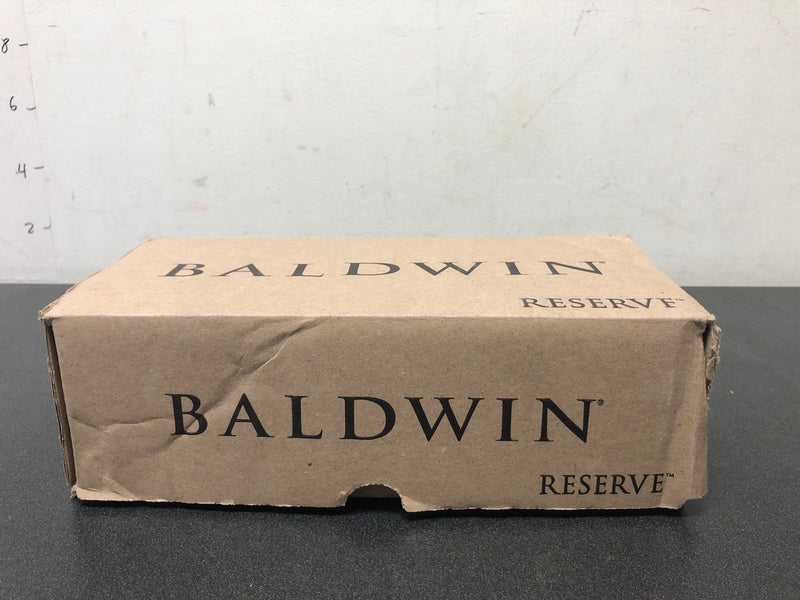 8
6
4
2
BALDWIN®
RESERVE™
BALDWIN®
RESERVE™